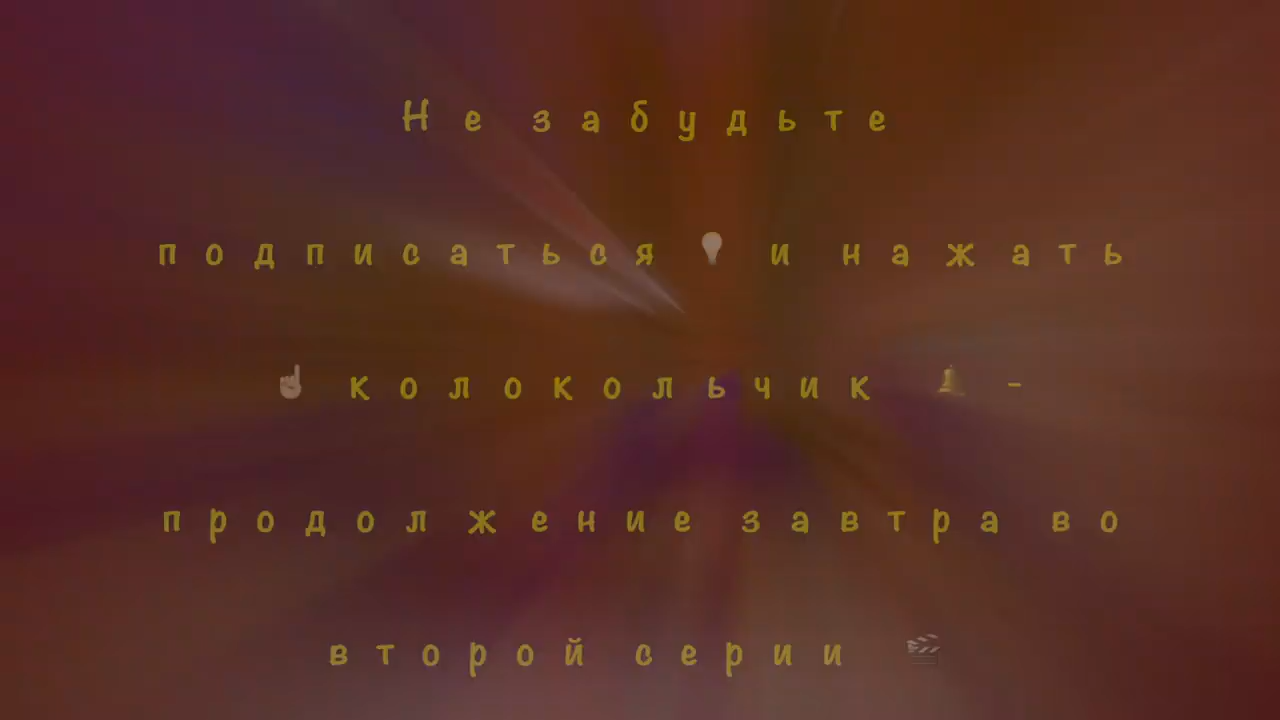 Не забудьте
подписаться 💡 и нажать
☝ колокольчик 🔔 -
продолжение завтра во
второй серии 🎬